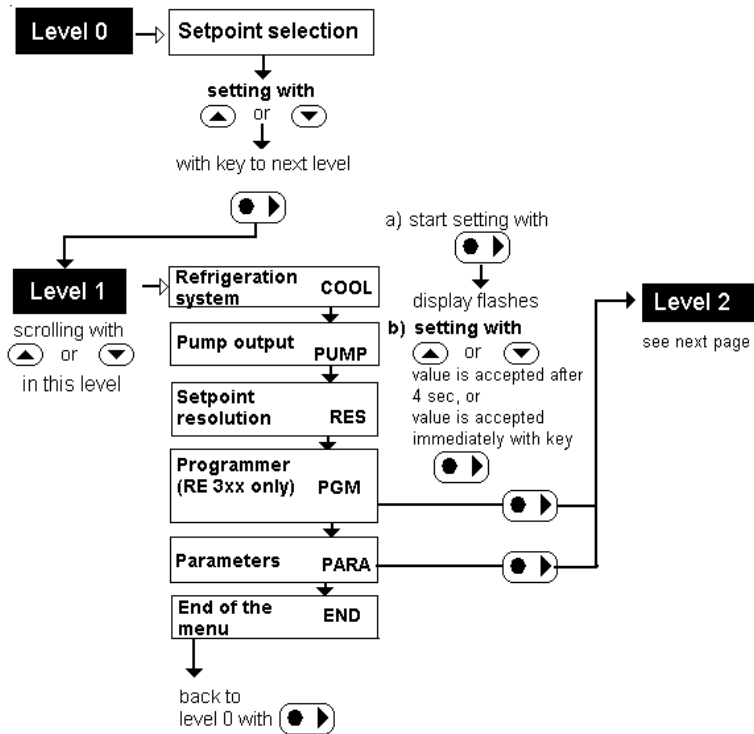 Level 0
Setpoint selection
setting with
or
with key to next level
a) start setting with
display flashes
b) setting with
or
value is accepted after
4 sec, or
value is accepted
immediately with key
Level 1
scrolling with
or
in this level
Refrigeration
system COOL
Pump output PUMP
Setpoint
resolution RES
Programmer
(RE 3xx only) PGM
Parameters PARA
End of the
menu END
back to
level 0 with
Level 2
see next page